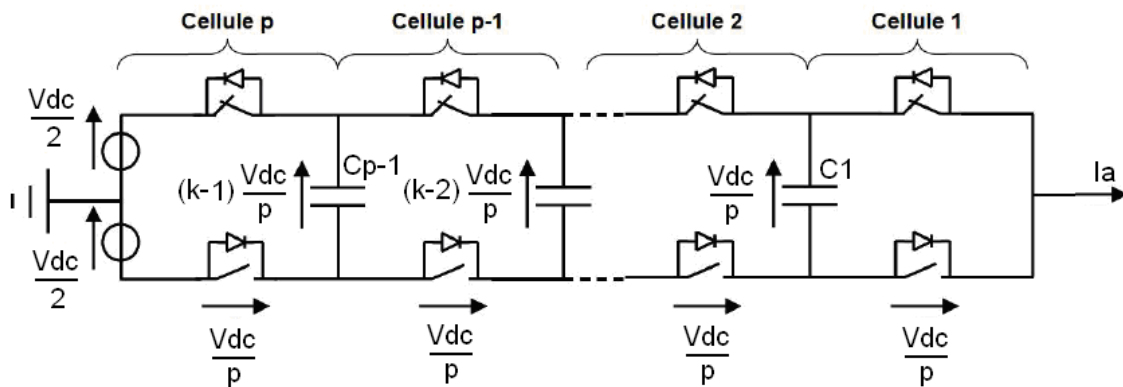 Cellule p
Cellule p-1
Cellule 2
Cellule 1
Vdc
2
Vdc
2
(k-1) Vdc
p
Cp-1
(k-2) Vdc
p
Vdc
p
C1
Ia
Vdc
p
Vdc
p
Vdc
p
Vdc
p